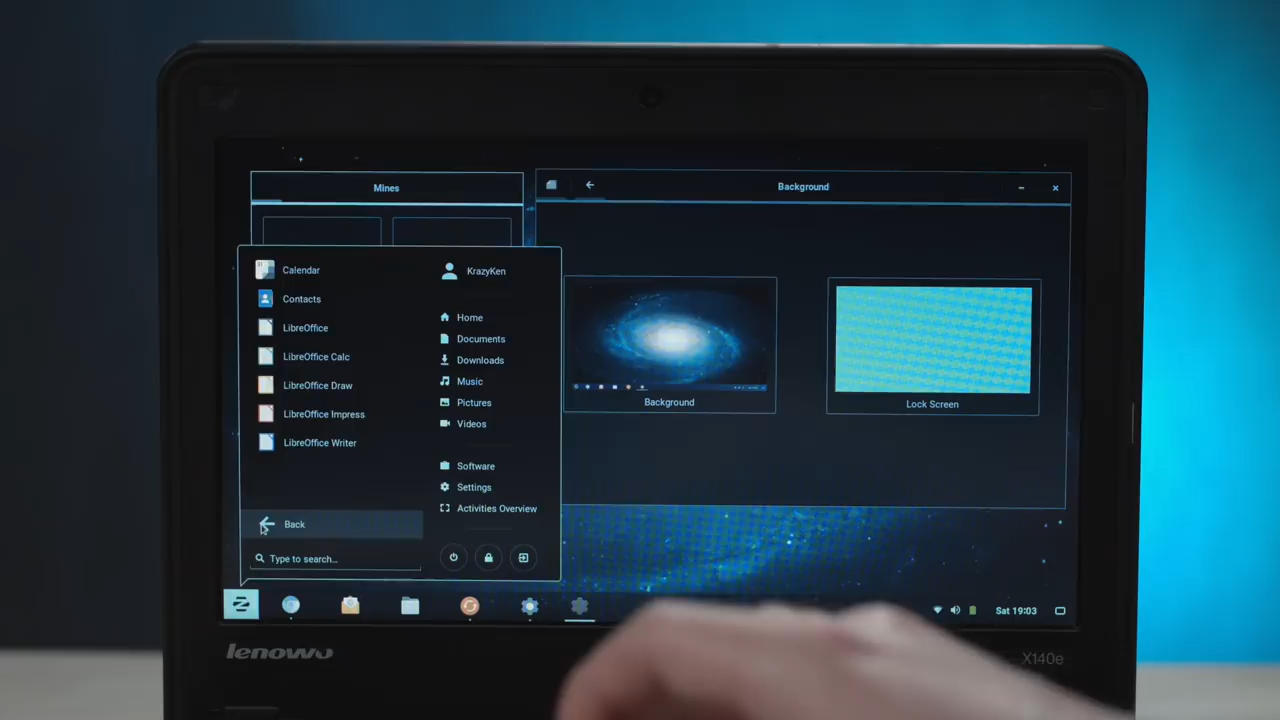 Mines
Background
Calendar
Contacts
LibreOffice
LibreOffice Calc
LibreOffice Draw
LibreOffice Impress
LibreOffice Writer
Back
Type to search...
KrazyKen
Home
Documents
Downloads
Music
Pictures
Videos
Software
Settings
Activities Overview
Background
Lock Screen
Sat 19:03
lenovo
X140e